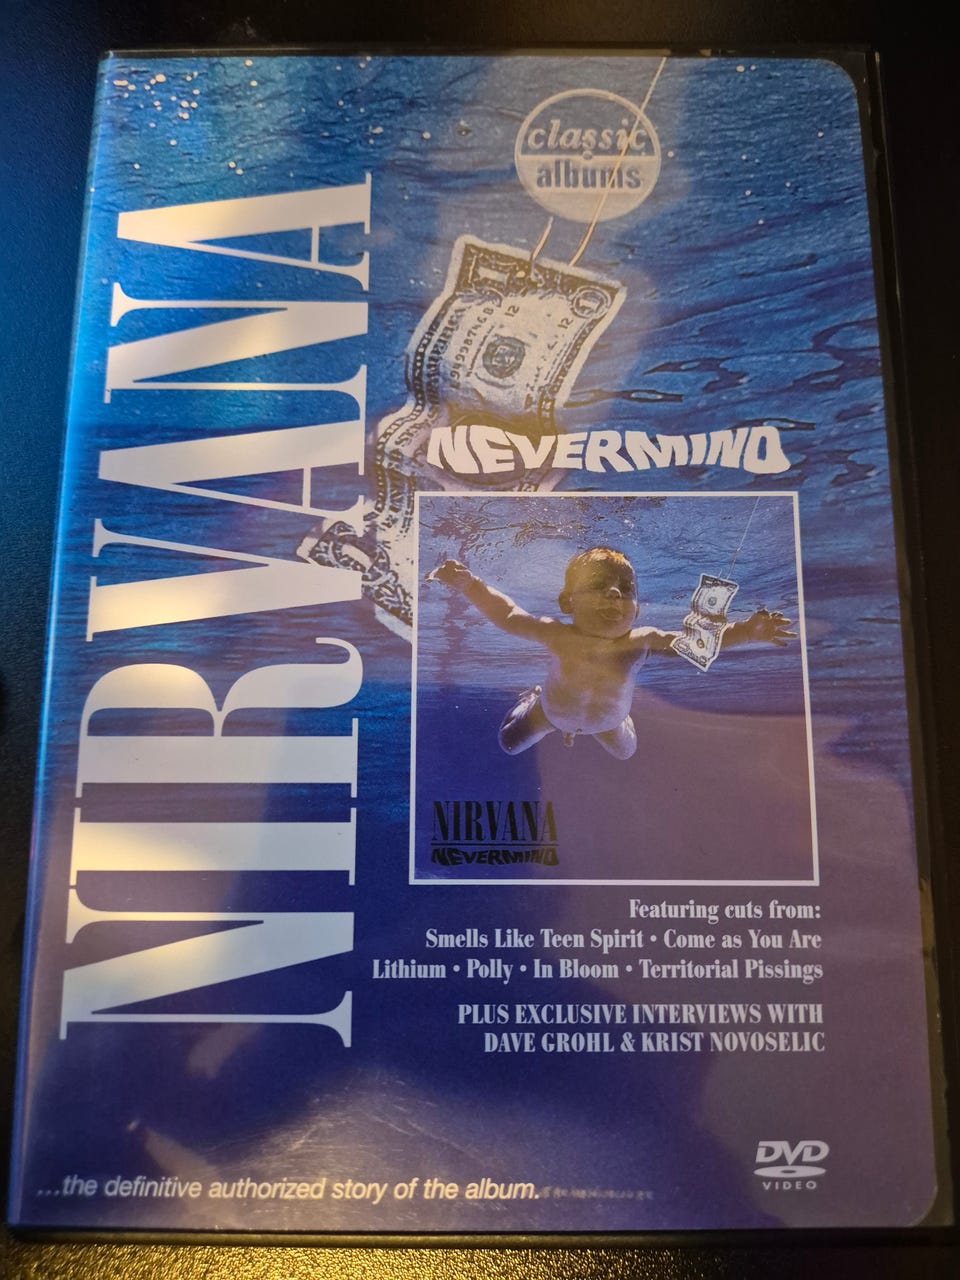 classic
albums
NIRVANA
NEVERMIND
NIRVANA
NEVERMIND
Featuring cuts from:
Smells Like Teen Spirit • Come as You Are
Lithium • Polly • In Bloom • Territorial Pissings
PLUS EXCLUSIVE INTERVIEWS WITH
DAVE GROHL & KRIST NOVOSELIC
DVD
VIDEO
...the definitive authorized story of the album.